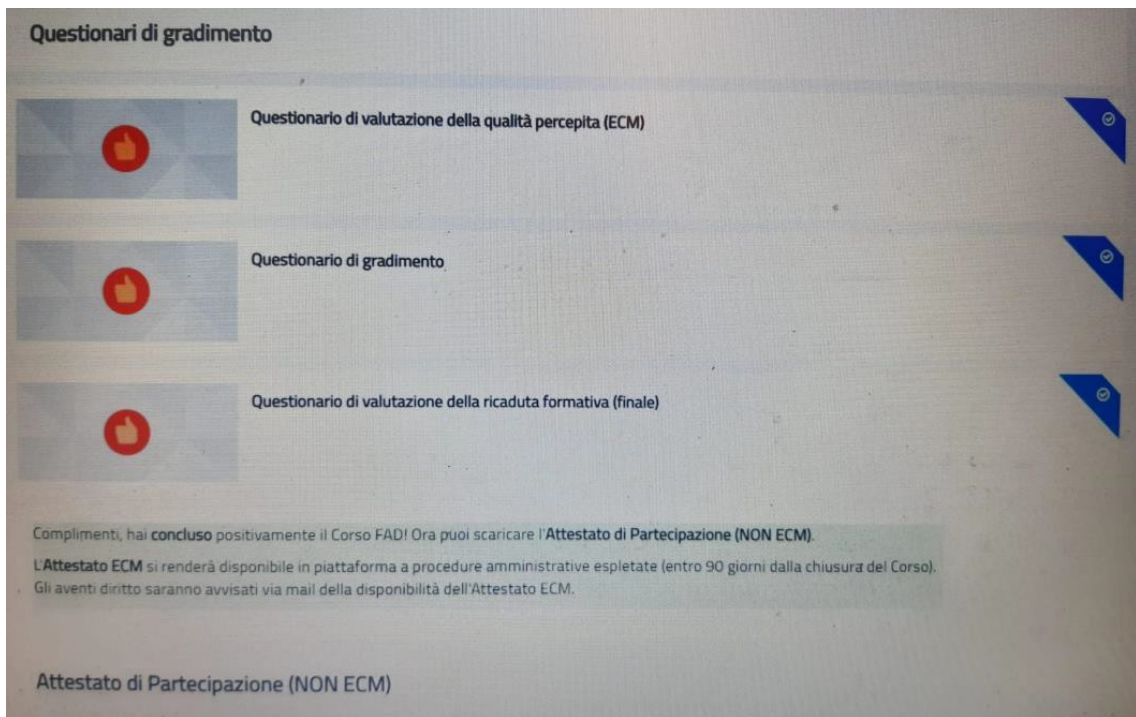 Questionari di gradimento
Questionario di valutazione della qualità percepita (ECM)
Questionario di gradimento
Questionario di valutazione della ricaduta formativa (finale)
Complimenti, hai concluso positivamente il Corso FAD! Ora puoi scaricare l'Attestato di Partecipazione (NON ECM).
L'Attestato ECM si renderà disponibile in piattaforma a procedure amministrative espletate (entro 90 giorni dalla chiusura del Corso).
Gli aventi diritto saranno avvisati via mail della disponibilità dell'Attestato ECM.
Attestato di Partecipazione (NON ECM)